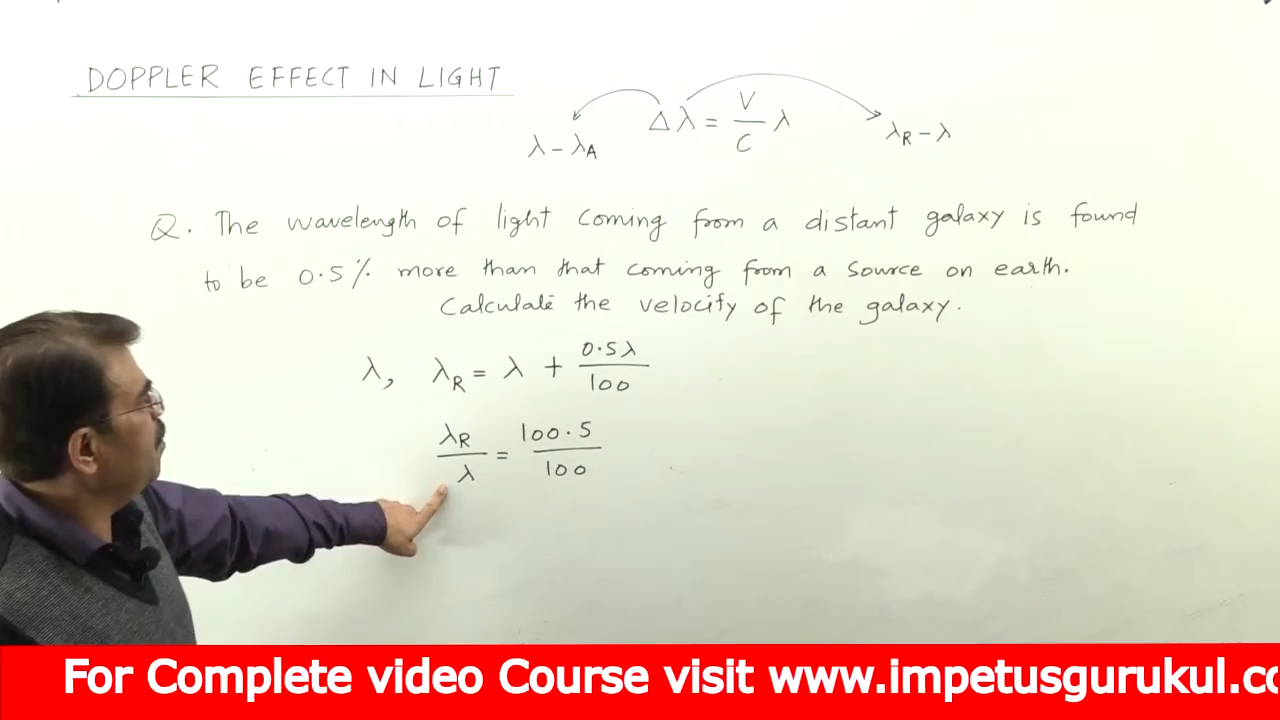 DOPPLER EFFECT IN LIGHT
Δλ = V/C λ
λ - λA
λR - λ
Q. The wavelength of light coming from a distant galaxy is found
to be 0.5% more than that coming from a source on earth.
Calculate the velocity of the galaxy.
λ, λR = λ + 0.5λ/100
λR/λ = 100.5/100
For Complete video Course visit www.impetusgurukul.co